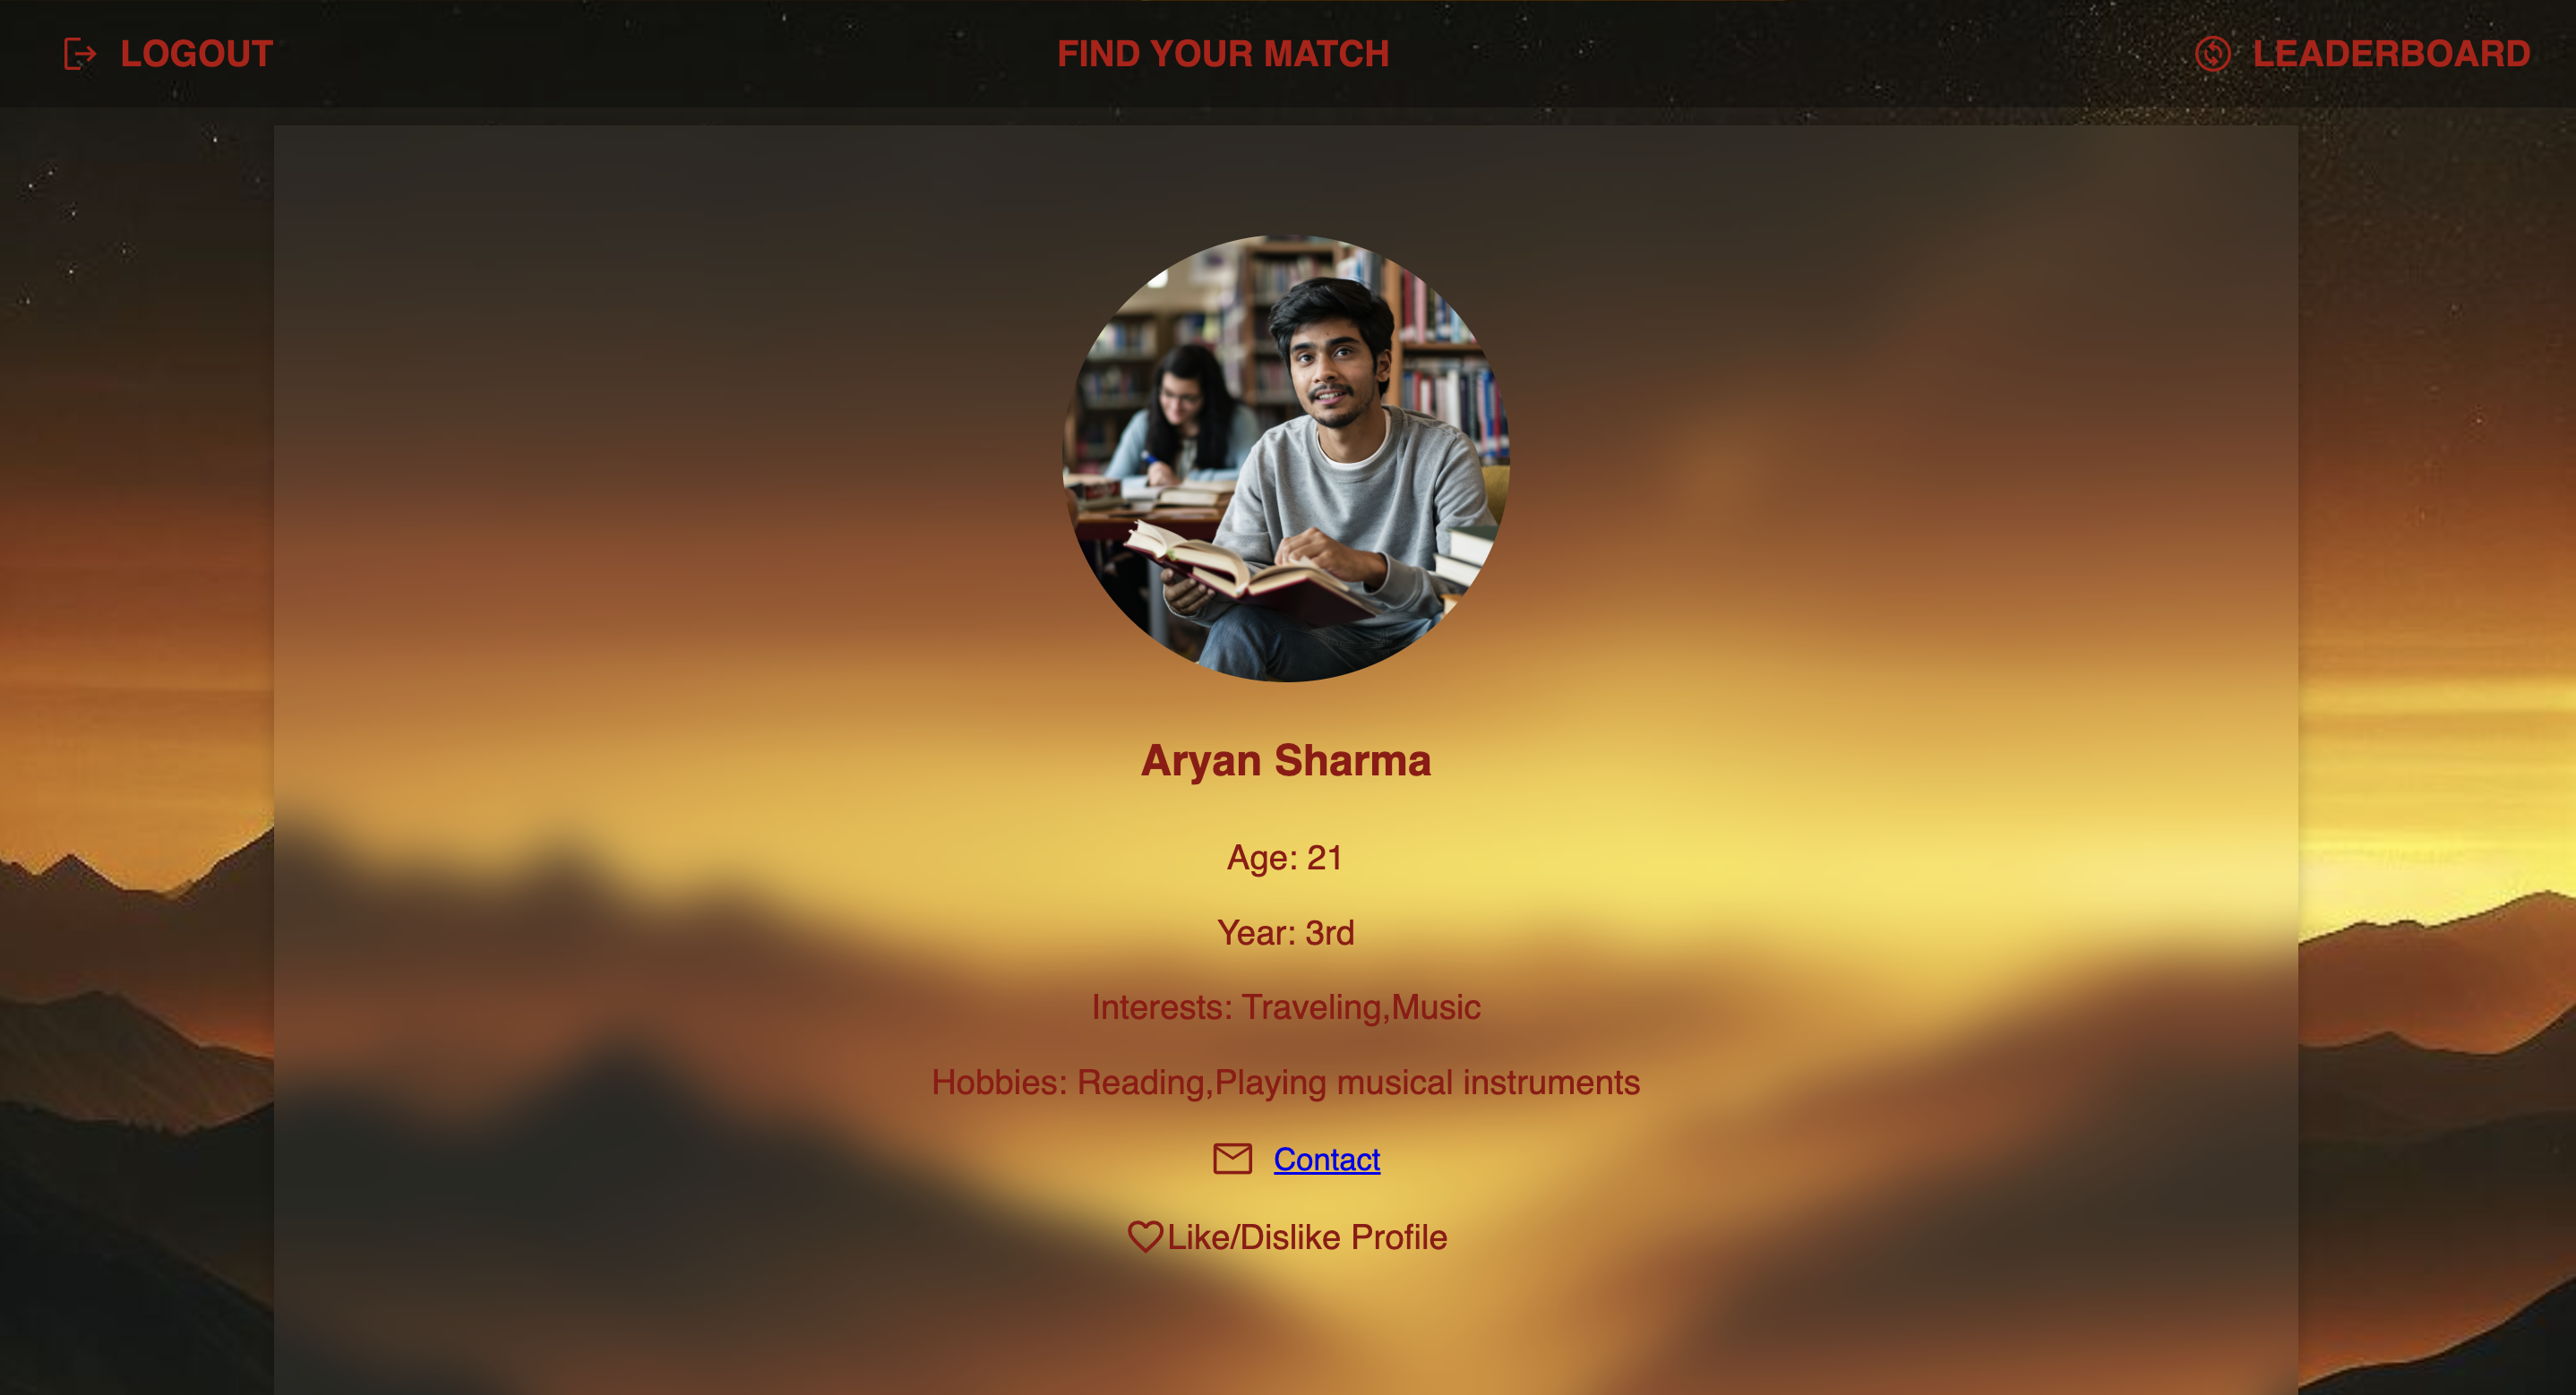 LOGOUT
FIND YOUR MATCH
LEADERBOARD
Aryan Sharma
Age: 21
Year: 3rd
Interests: Traveling,Music
Hobbies: Reading,Playing musical instruments
Contact
Like/Dislike Profile